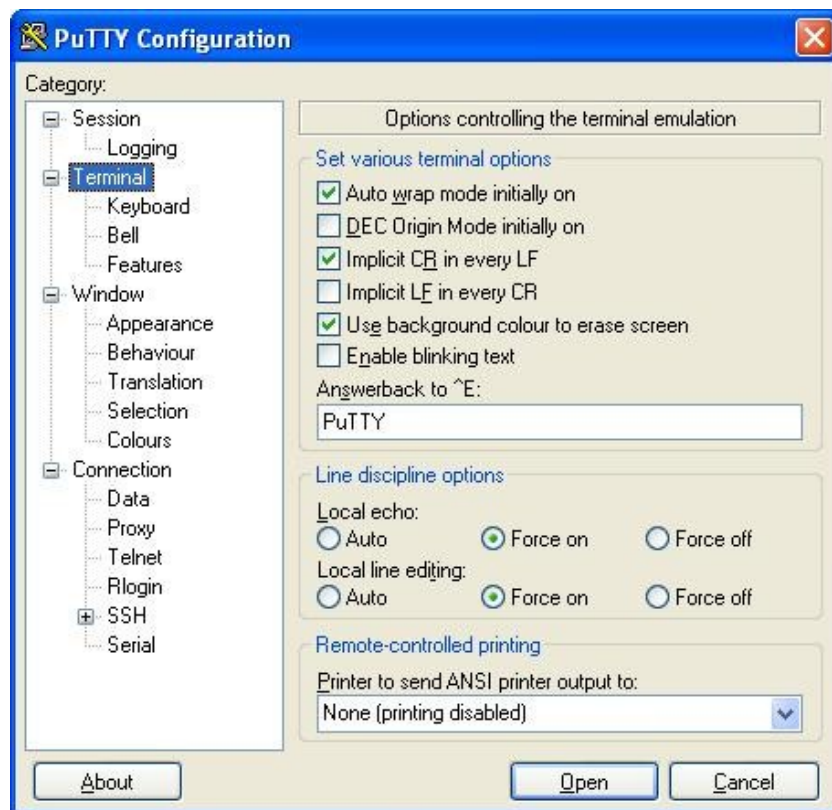 PuTTY Configuration
Category:
Session
Logging
Terminal
Keyboard
Bell
Features
Window
Appearance
Behaviour
Translation
Selection
Colours
Connection
Data
Proxy
Telnet
Rlogin
SSH
Serial
Options controlling the terminal emulation
Set various terminal options
Auto wrap mode initially on
DEC Origin Mode initially on
Implicit CR in every LF
Implicit LF in every CR
Use background colour to erase screen
Enable blinking text
Answerback to ^E:
PuTTY
Line discipline options
Local echo:
Auto Force on Force off
Local line editing:
Auto Force on Force off
Remote-controlled printing
Printer to send ANSI printer output to:
None (printing disabled)
About Open Cancel